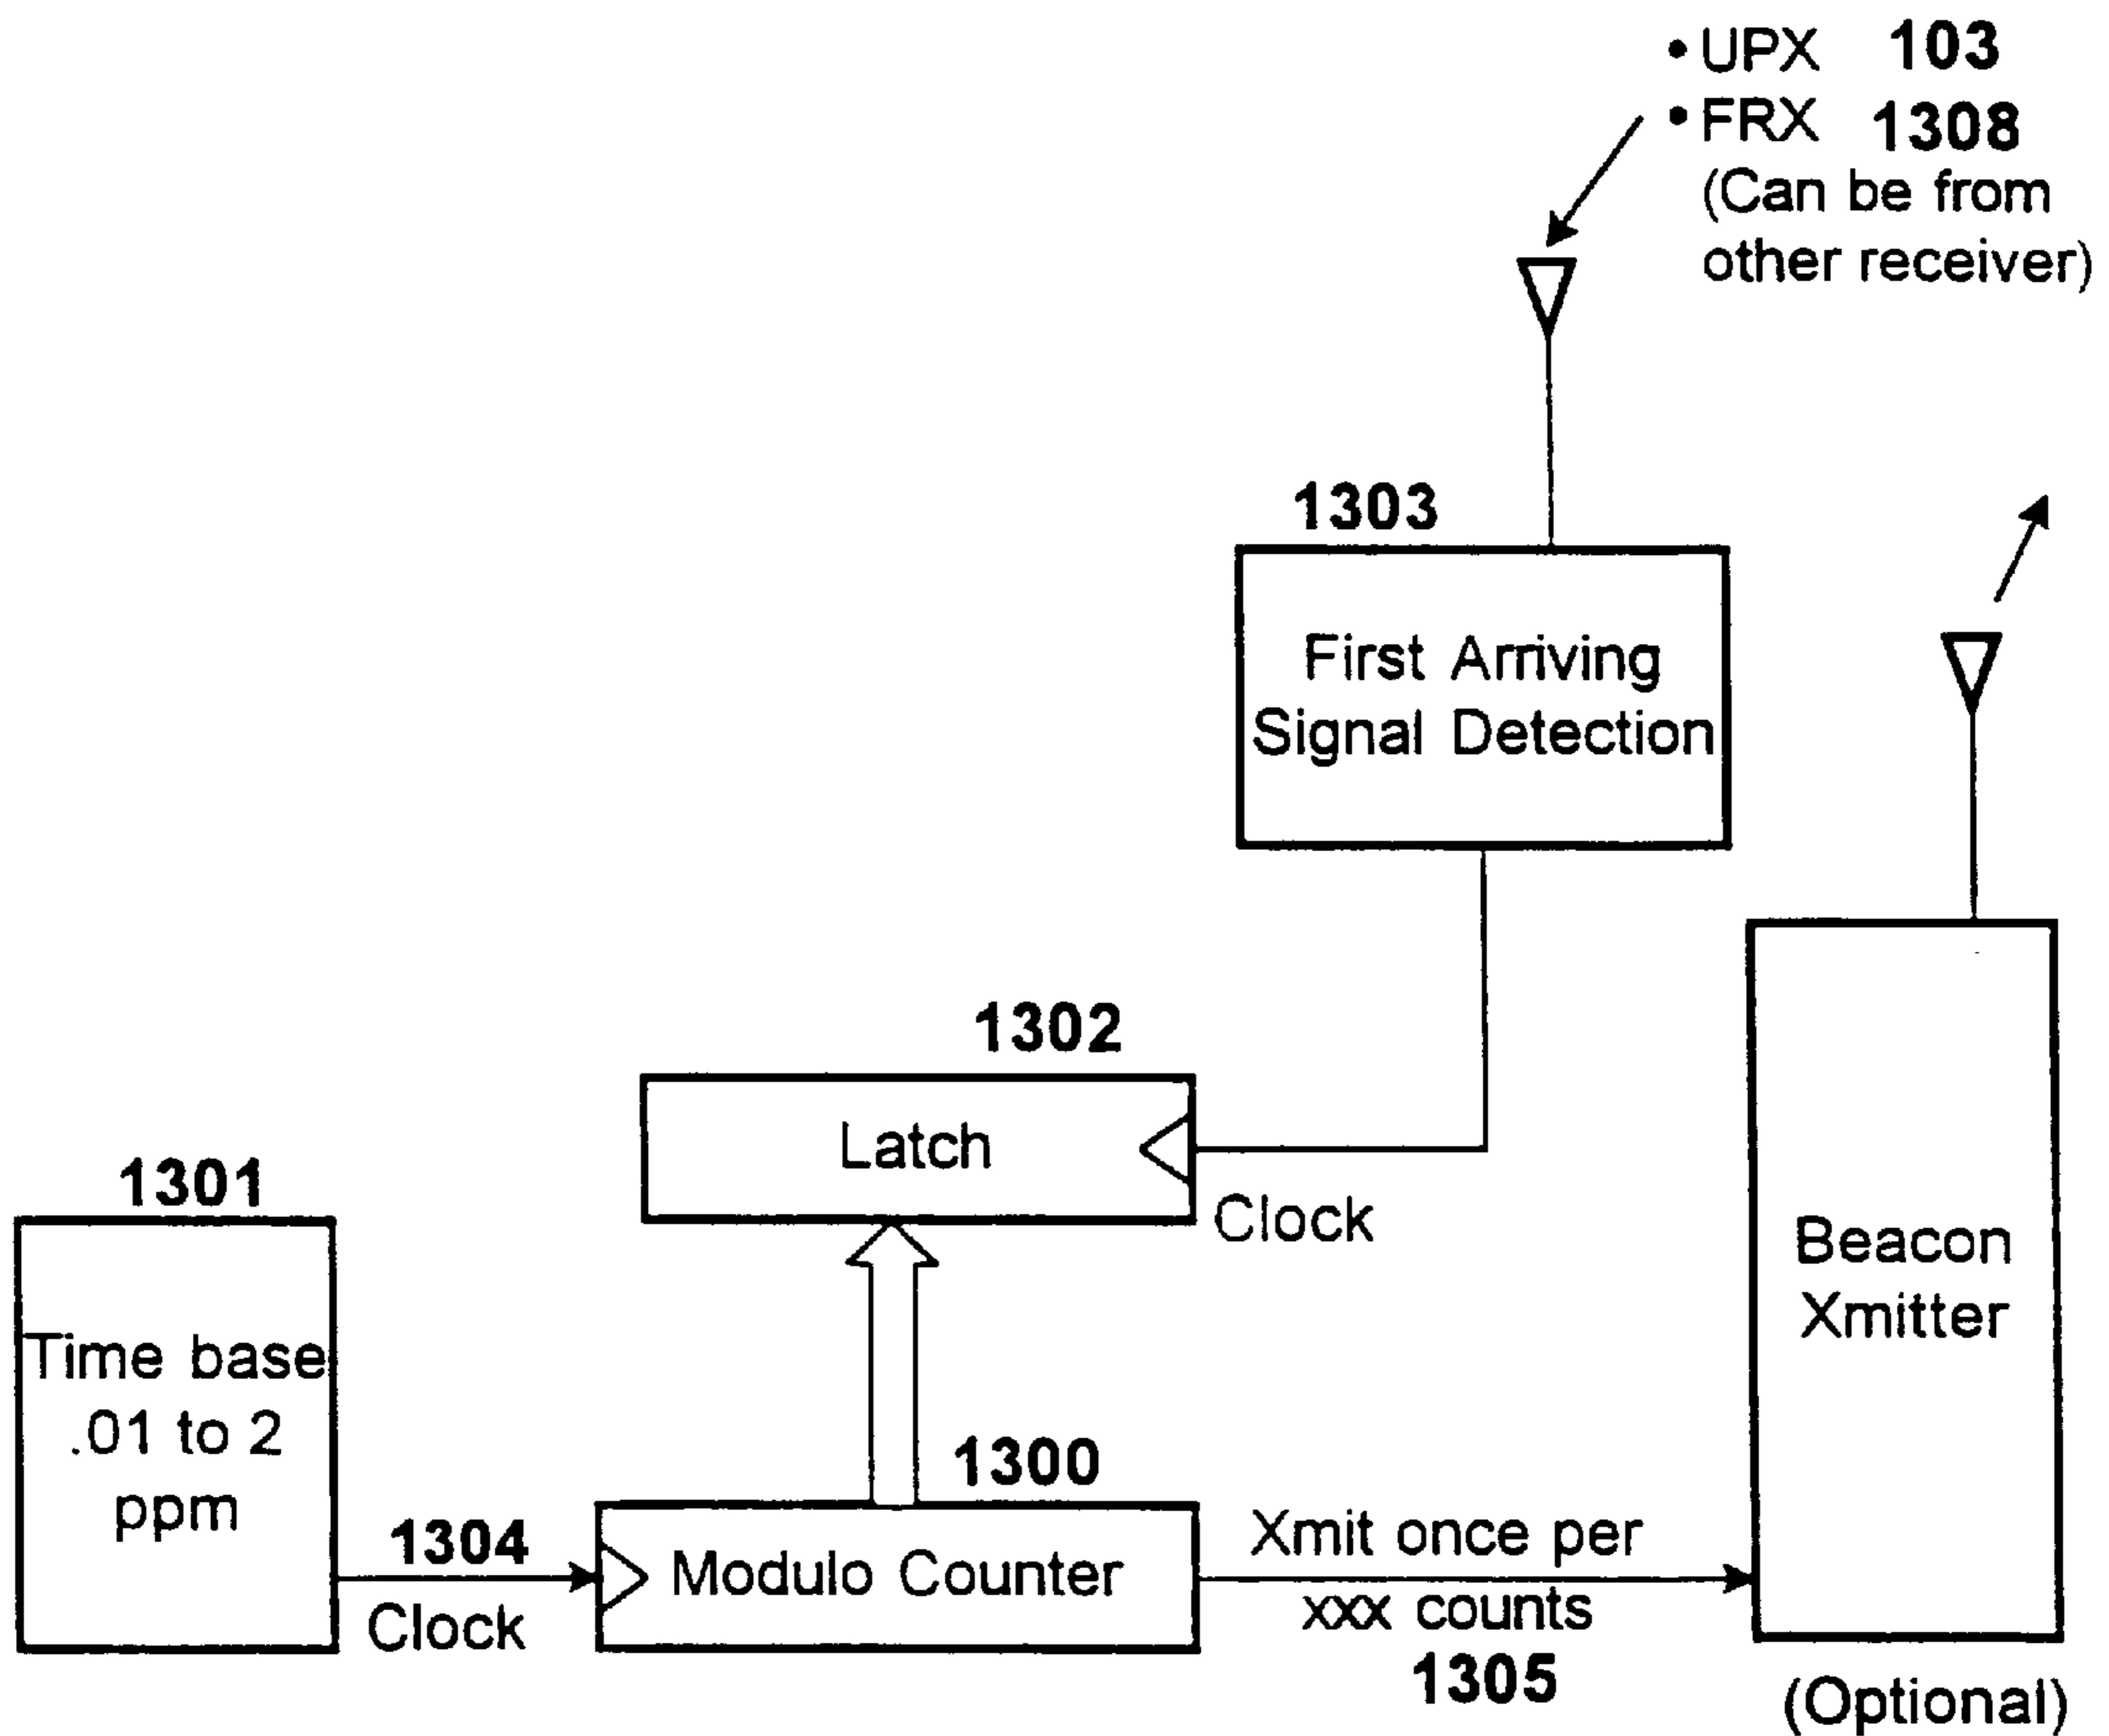 • UPX 103
• FRX 1308
(Can be from
other receiver)
1303
First Arriving
Signal Detection
1302
Latch
Clock
1301
Time base
.01 to 2
ppm
1304
Clock
1300
Modulo Counter
Xmit once per
xxx counts
1305
Beacon
Xmitter
(Optional)